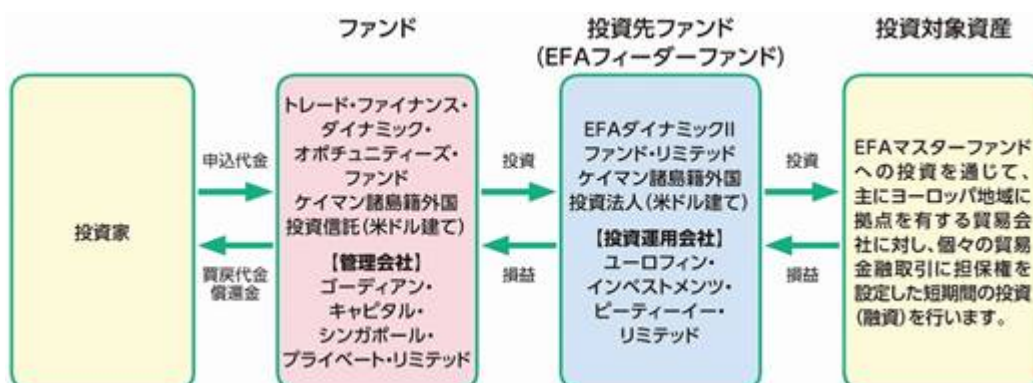 ファンド
投資先ファンド
(EFAフィーダーファンド)
投資対象資産
投資家
申込代金
買戻代金
償還金
トレード・ファイナンス・
ダイナミック・
オポチュニティーズ・
ファンド
ケイマン諸島籍外国
投資信託(米ドル建て)
【管理会社】
ゴーディアン・
キャピタル・
シンガポール・
プライベート・リミテッド
投資
損益
EFAダイナミックII
ファンド・リミテッド
ケイマン諸島籍外国
投資法人(米ドル建て)
【投資運用会社】
ユーロフィン・
インベストメンツ・
ピーティーイー・
リミテッド
投資
損益
EFAマスターファンド
への投資を通じて、
主にヨーロッパ地域に
拠点を有する貿易会
社に対し、個々の貿易
金融取引に担保権を
設定した短期間の投資
(融資)を行います。